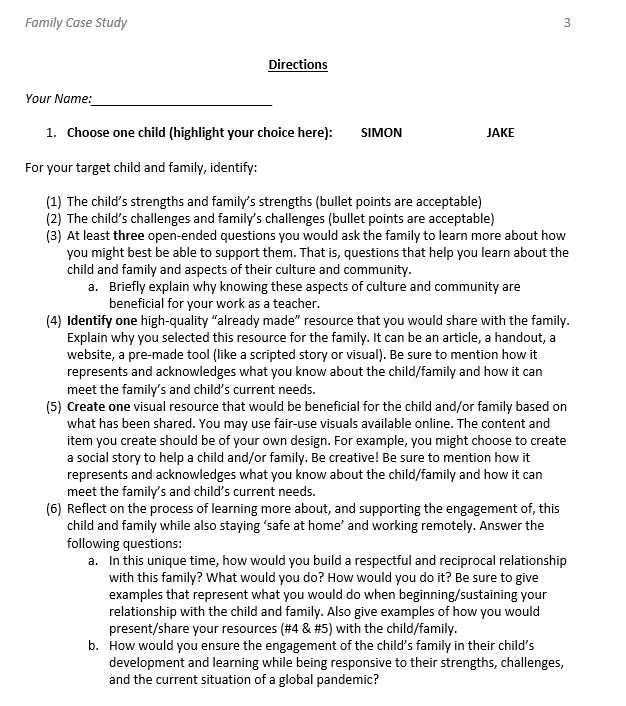 Family Case Study 3
Directions
Your Name:___________________________
1. Choose one child (highlight your choice here): SIMON JAKE
For your target child and family, identify:
(1) The child’s strengths and family’s strengths (bullet points are acceptable)
(2) The child’s challenges and family’s challenges (bullet points are acceptable)
(3) At least three open-ended questions you would ask the family to learn more about how
you might best be able to support them. That is, questions that help you learn about the
child and family and aspects of their culture and community.
a. Briefly explain why knowing these aspects of culture and community are
beneficial for your work as a teacher.
(4) Identify one high-quality “already made” resource that you would share with the family.
Explain why you selected this resource for the family. It can be an article, a handout, a
website, a pre-made tool (like a scripted story or visual). Be sure to mention how it
represents and acknowledges what you know about the child/family and how it can
meet the family’s and child’s current needs.
(5) Create one visual resource that would be beneficial for the child and/or family based on
what has been shared. You may use fair-use visuals available online. The content and
item you create should be of your own design. For example, you might choose to create
a social story to help a child and/or family. Be creative! Be sure to mention how it
represents and acknowledges what you know about the child/family and how it can
meet the family’s and child’s current needs.
(6) Reflect on the process of learning more about, and supporting the engagement of, this
child and family while also staying ‘safe at home’ and working remotely. Answer the
following questions:
a. In this unique time, how would you build a respectful and reciprocal relationship
with this family? What would you do? How would you do it? Be sure to give
examples that represent what you would do when beginning/sustaining your
relationship with the child and family. Also give examples of how you would
present/share your resources (#4 & #5) with the child/family.
b. How would you ensure the engagement of the child’s family in their child’s
development and learning while being responsive to their strengths, challenges,
and the current situation of a global pandemic?